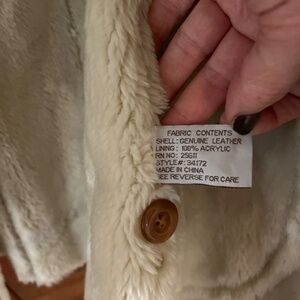 FABRIC CONTENTS
SHELL: GENUINE LEATHER
LINING: 100% ACRYLIC
RN NO: 25611
STYLE#: 34172
MADE IN CHINA
SEE REVERSE FOR CARE